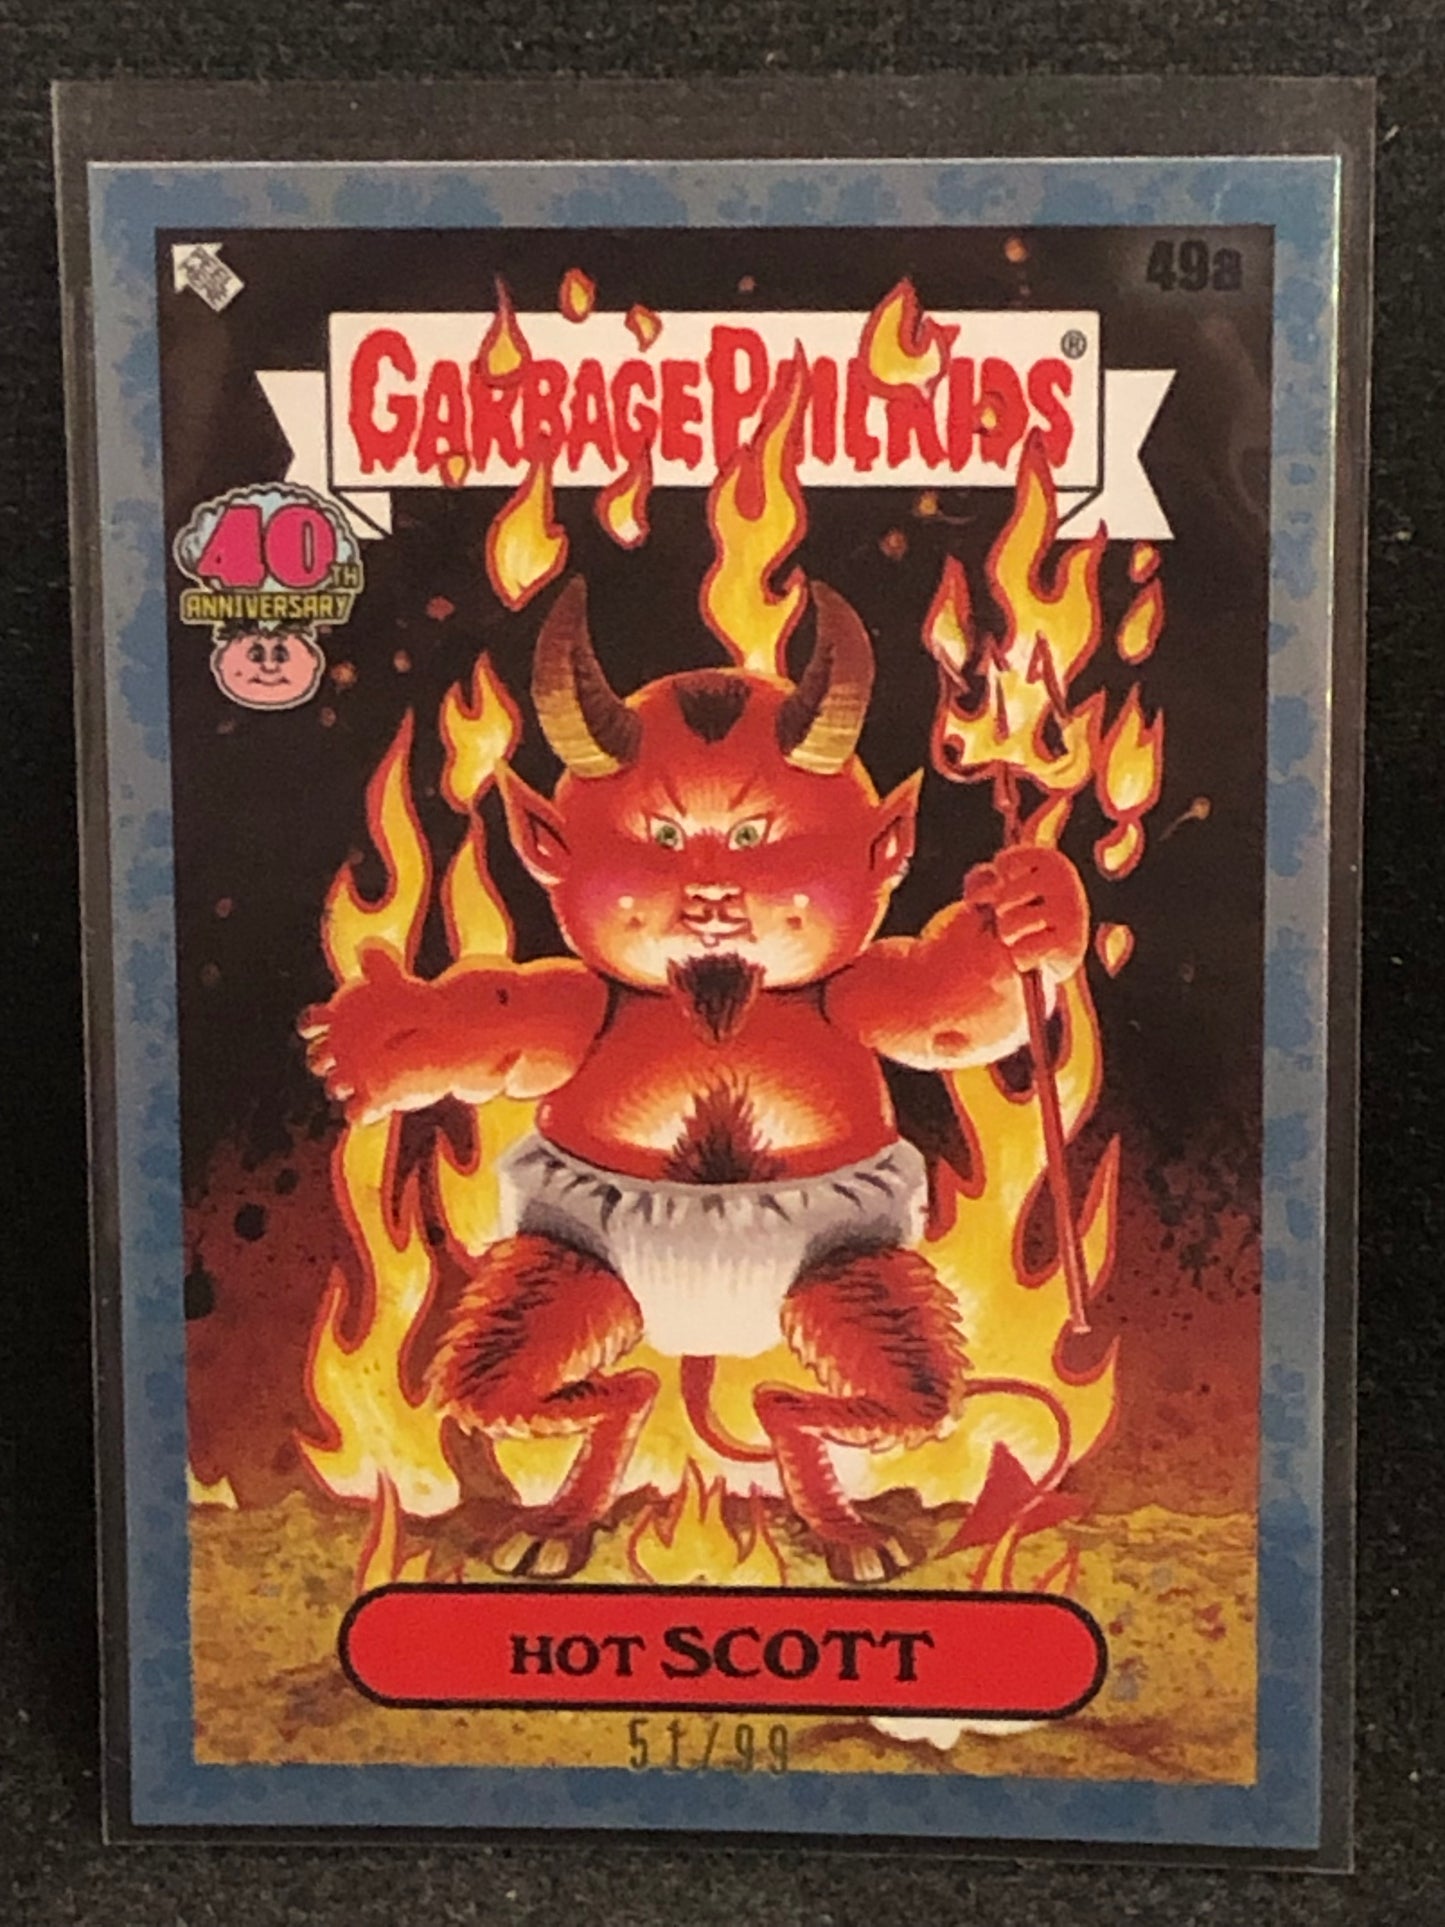 49a
GARBAGE PAIL KIDS®
40TH
ANNIVERSARY
HOT SCOTT
51/99